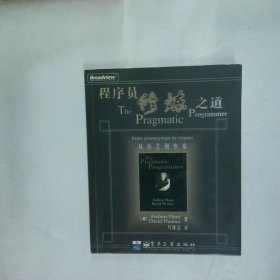 Broadview
程序员修炼之道
The Pragmatic Programmer
from journeyman to master
从小工到专家
The Pragmatic Programmer
Andrew Hunt
David Thomas
[美] Andrew Hunt
David Thomas 著
马维达 译
电子工业出版社